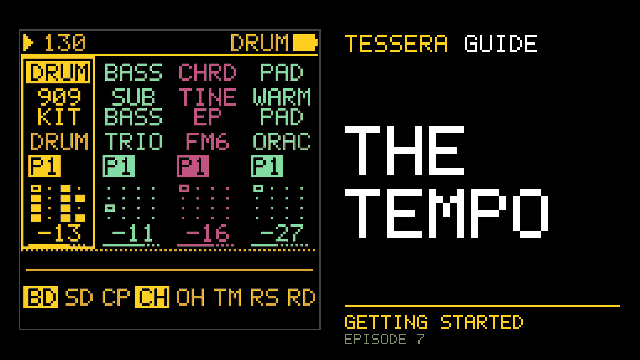 130 DRUM
DRUM BASS CHRD PAD
909 SUB TINE WARM
KIT BASS EP PAD
DRUM TRIO FM6 ORAC
P1 P1 P1 P1
-13 -11 -16 -27
BD SD CP CH OH TM RS RD
TESSERA GUIDE
THE
TEMPO
GETTING STARTED
EPISODE 7